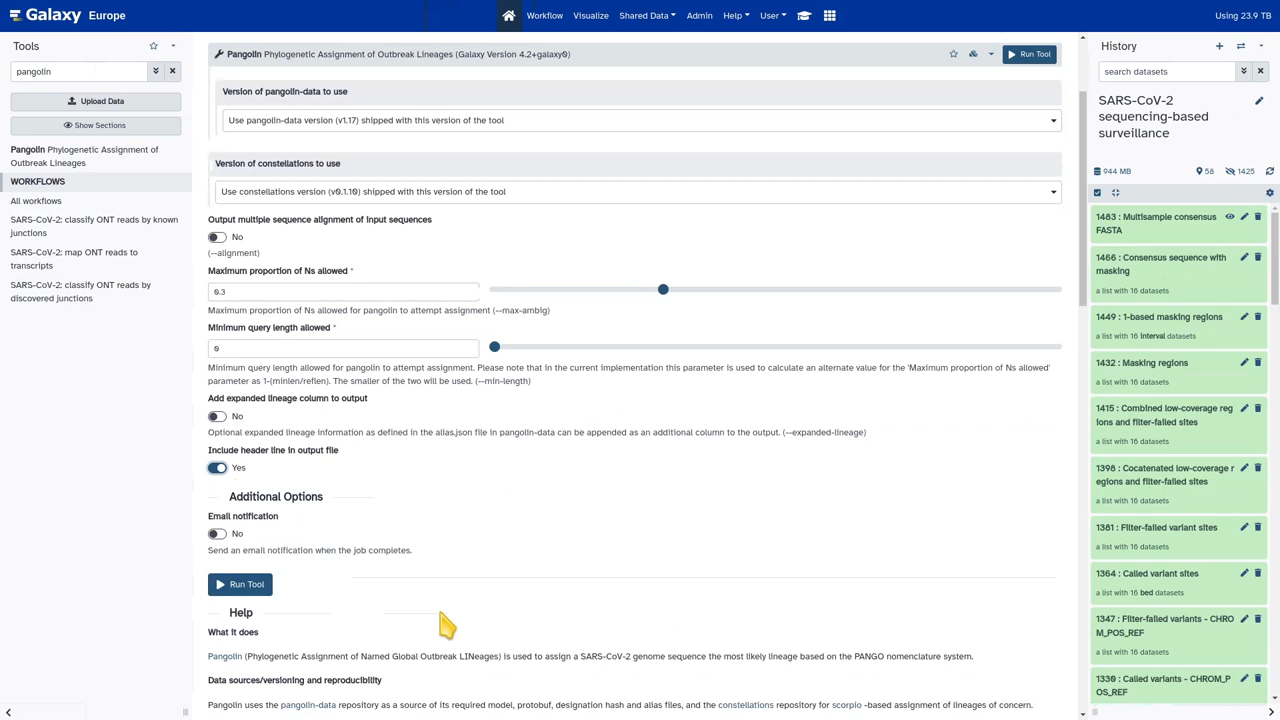 Galaxy Europe
Workflow Visualize Shared Data Admin Help User
Using 23.9 TB
Tools
pangolin
Upload Data
Show Sections
Pangolin Phylogenetic Assignment of
Outbreak Lineages
WORKFLOWS
All workflows
SARS-CoV-2: classify ONT reads by known
junctions
SARS-CoV-2: map ONT reads to
transcripts
SARS-CoV-2: classify ONT reads by
discovered junctions
Pangolin Phylogenetic Assignment of Outbreak Lineages (Galaxy Version 4.2+galaxy0)
Run Tool
Version of pangolin-data to use
Use pangolin-data version (v1.17) shipped with this version of the tool
Version of constellations to use
Use constellations version (v0.1.10) shipped with this version of the tool
Output multiple sequence alignment of input sequences
No
(--alignment)
Maximum proportion of Ns allowed *
0.3
Maximum proportion of Ns allowed for pangolin to attempt assignment (--max-ambig)
Minimum query length allowed *
0
Minimum query length allowed for pangolin to attempt assignment. Please note that in the current implementation this parameter is used to calculate an alternate value for the 'Maximum proportion of Ns allowed'
parameter as 1-(minlen/reflen). The smaller of the two will be used. (--min-length)
Add expanded lineage column to output
No
Optional expanded lineage information as defined in the alias.json file in pangolin-data can be appended as an additional column to the output. (--expanded-lineage)
Include header line in output file
Yes
Additional Options
Email notification
No
Send an email notification when the job completes.
Run Tool
Help
What it does
Pangolin (Phylogenetic Assignment of Named Global Outbreak LINeages) is used to assign a SARS-CoV-2 genome sequence the most likely lineage based on the PANGO nomenclature system.
Data sources/versioning and reproducibility
Pangolin uses the pangolin-data repository as a source of its required model, protobuf, designation hash and alias files, and the constellations repository for scorpio -based assignment of lineages of concern.
History
search datasets
SARS-CoV-2
sequencing-based
surveillance
944 MB 58 1425
1483 : Multisample consensus
FASTA
1466 : Consensus sequence with
masking
a list with 16 datasets
1449 : 1-based masking regions
a list with 16 interval datasets
1432 : Masking regions
a list with 16 datasets
1415 : Combined low-coverage reg
ions and filter-failed sites
a list with 16 datasets
1398 : Cocatenated low-coverage r
egions and filter-failed sites
a list with 16 datasets
1381 : Filter-failed variant sites
a list with 16 datasets
1364 : Called variant sites
a list with 16 bed datasets
1347 : Filter-failed variants - CHRO
M_POS_REF
a list with 16 datasets
1330 : Called variants - CHROM_P
OS_REF